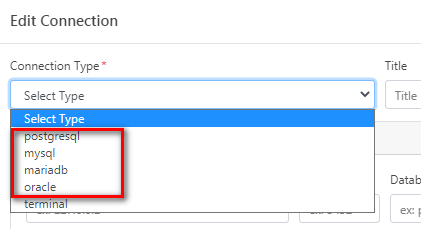 Edit Connection
Connection Type*
Title
Select Type
Title
Select Type
postgresql
mysql
mariadb
oracle
Datab
terminal
ex: p